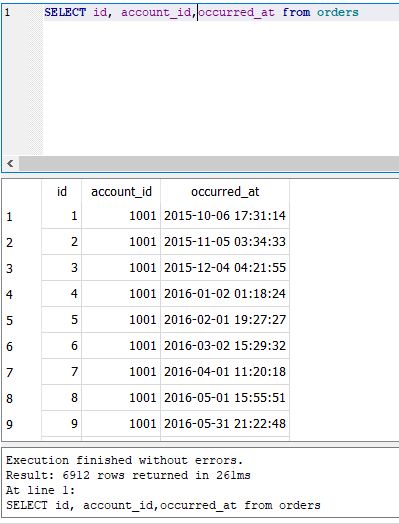 1 SELECT id, account_id,occurred_at from orders
id account_id occurred_at
1 1 1001 2015-10-06 17:31:14
2 2 1001 2015-11-05 03:34:33
3 3 1001 2015-12-04 04:21:55
4 4 1001 2016-01-02 01:18:24
5 5 1001 2016-02-01 19:27:27
6 6 1001 2016-03-02 15:29:32
7 7 1001 2016-04-01 11:20:18
8 8 1001 2016-05-01 15:55:51
9 9 1001 2016-05-31 21:22:48
Execution finished without errors.
Result: 6912 rows returned in 261ms
At line 1:
SELECT id, account_id,occurred_at from orders